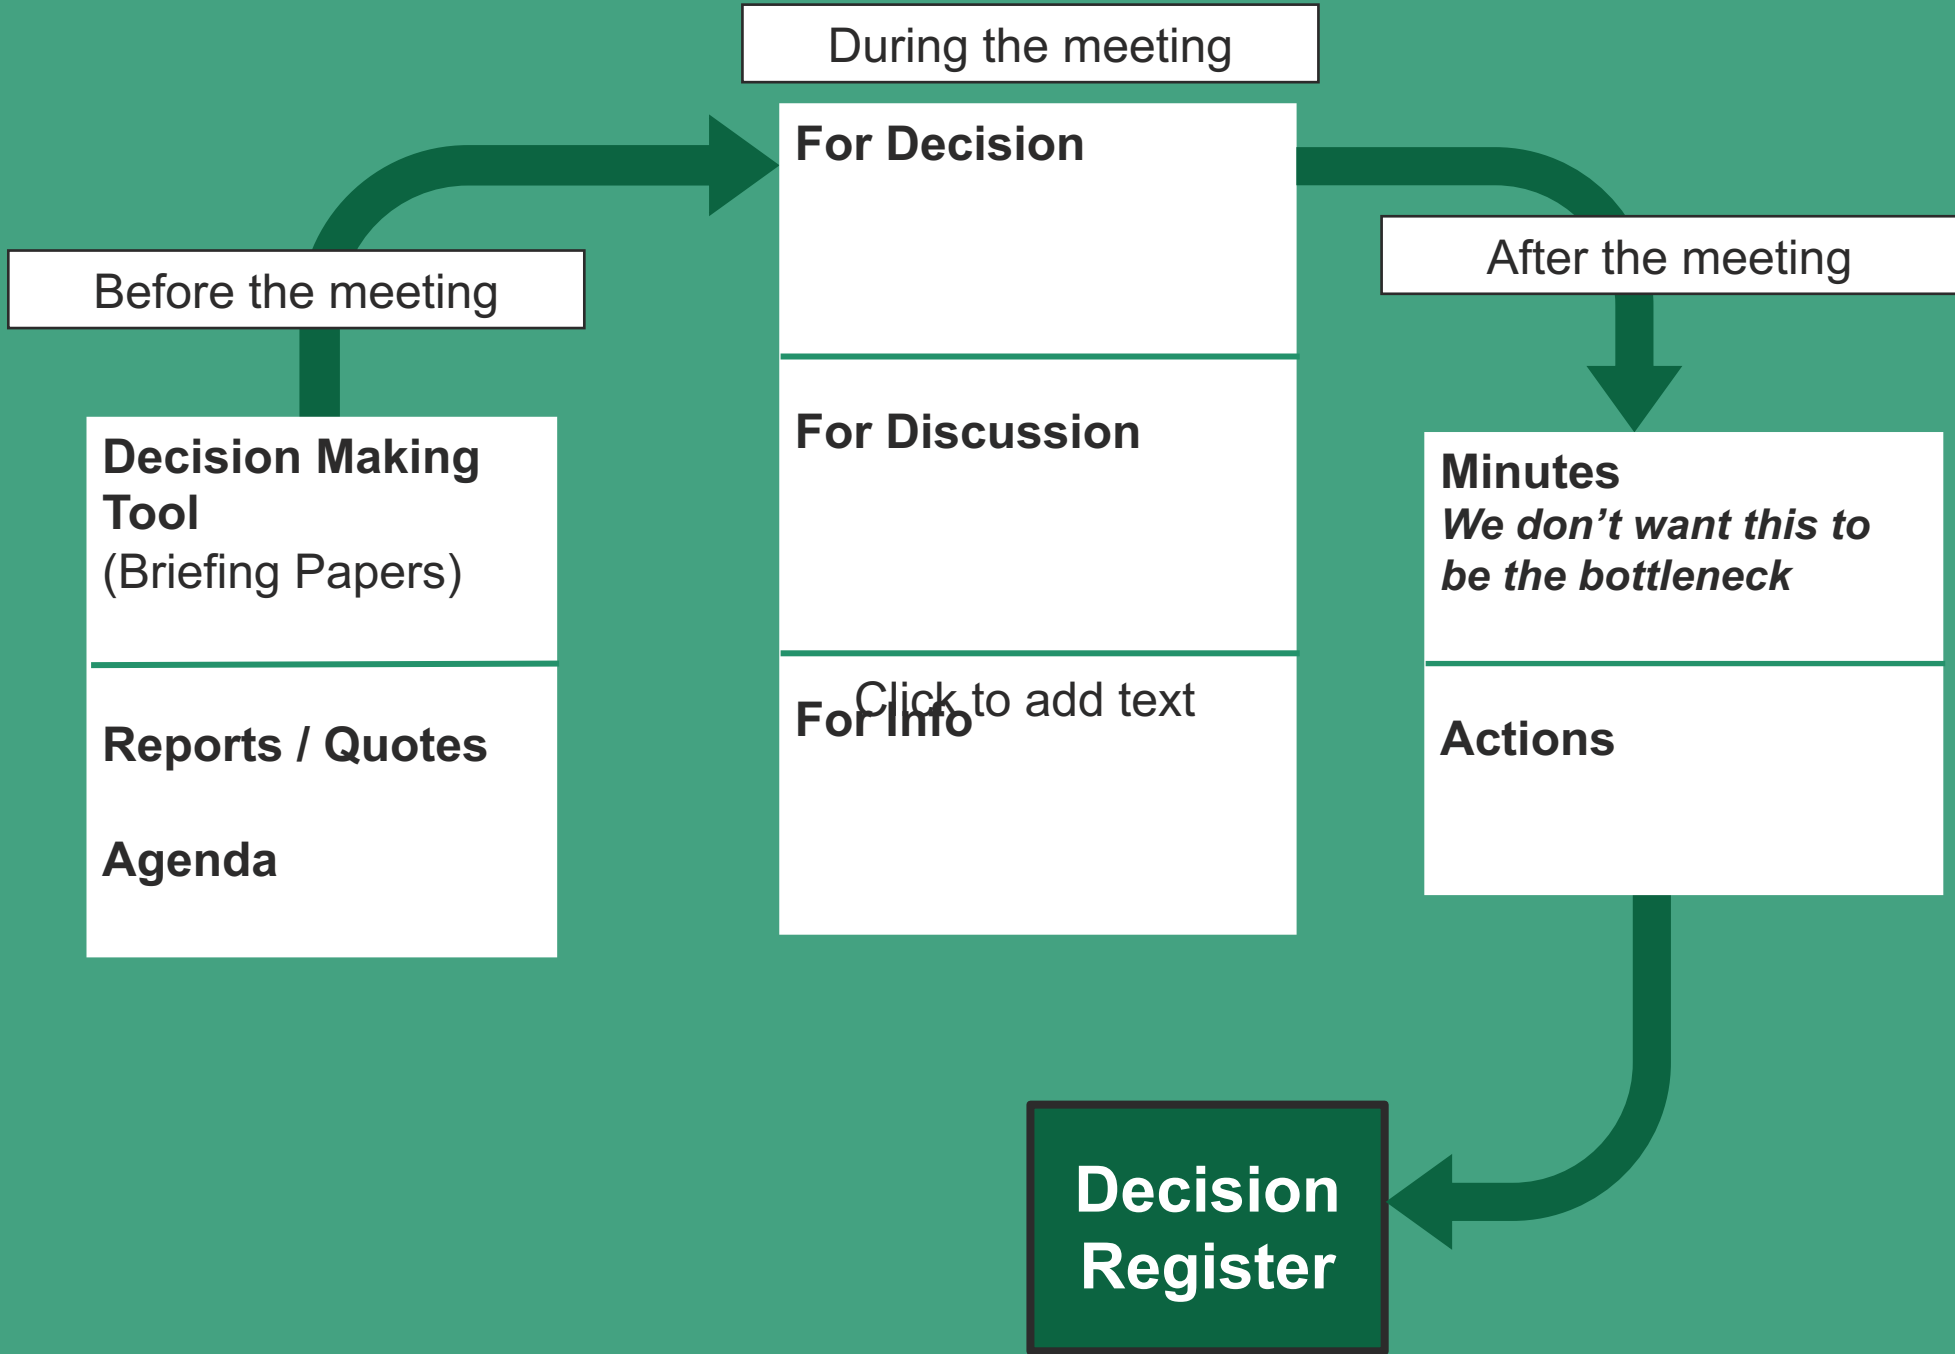 During the meeting
Before the meeting
After the meeting
Decision Making
Tool
(Briefing Papers)
Reports / Quotes
Agenda
For Decision
For Discussion
Click to add text
For Info
Minutes
We don’t want this to
be the bottleneck
Actions
Decision
Register